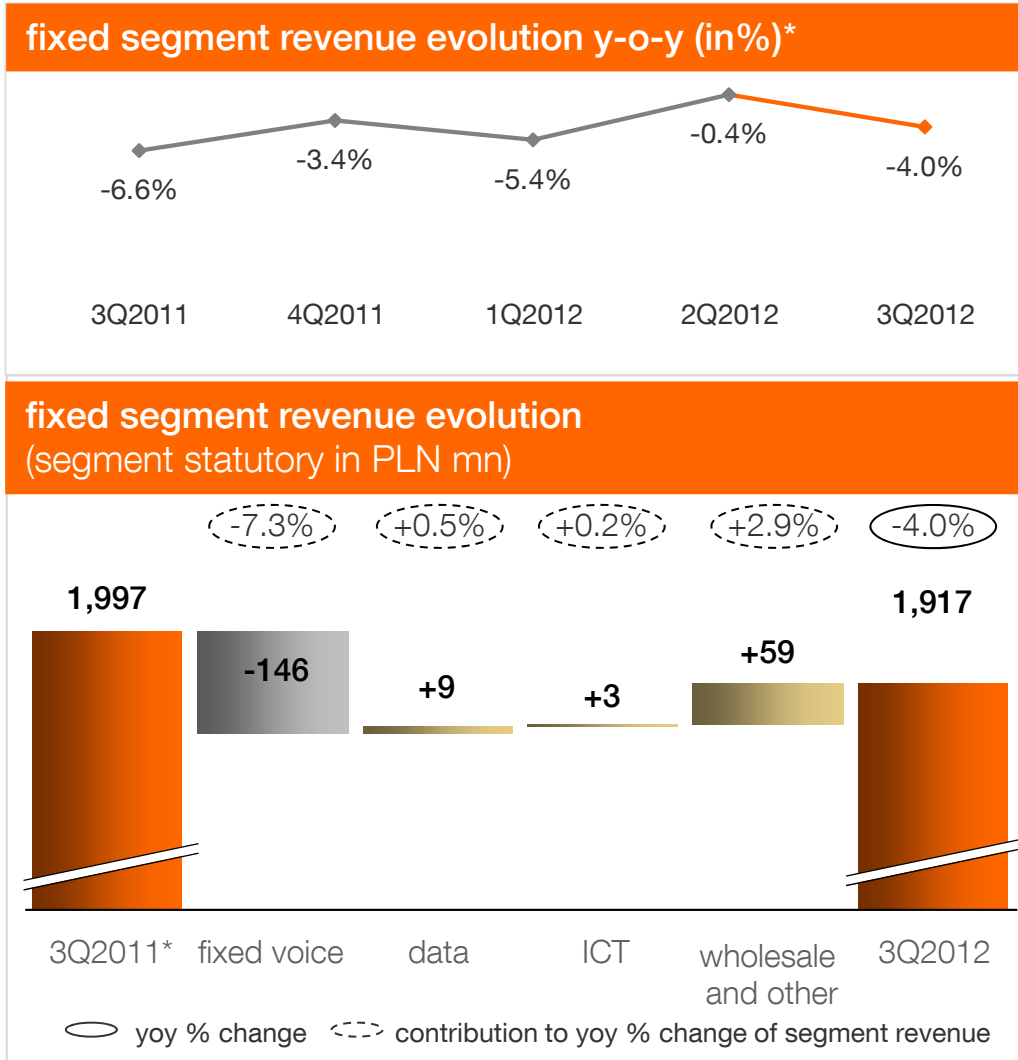 fixed segment revenue evolution y-o-y (in%)*
-6.6%
-3.4%
-5.4%
-0.4%
-4.0%
3Q2011
4Q2011
1Q2012
2Q2012
3Q2012
fixed segment revenue evolution
(segment statutory in PLN mn)
-7.3%
+0.5%
+0.2%
+2.9%
-4.0%
1,997
-146
+9
+3
+59
1,917
3Q2011*
fixed voice
data
ICT
wholesale
and other
3Q2012
yoy % change
contribution to yoy % change of segment revenue